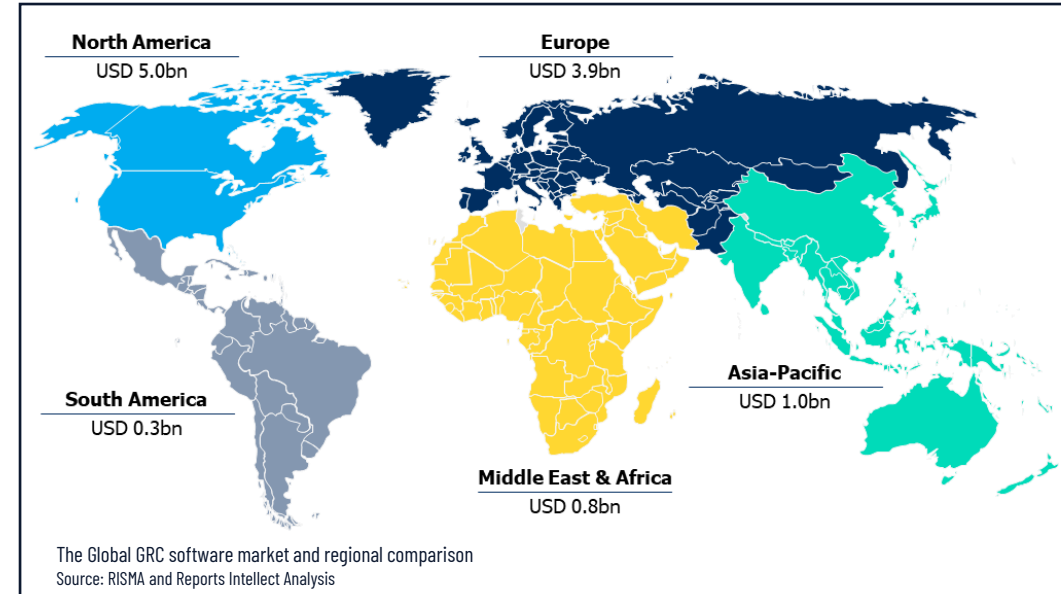 North America
USD 5.0bn
Europe
USD 3.9bn
Asia-Pacific
USD 1.0bn
South America
USD 0.3bn
Middle East & Africa
USD 0.8bn
The Global GRC software market and regional comparison
Source: RISMA and Reports Intellect Analysis